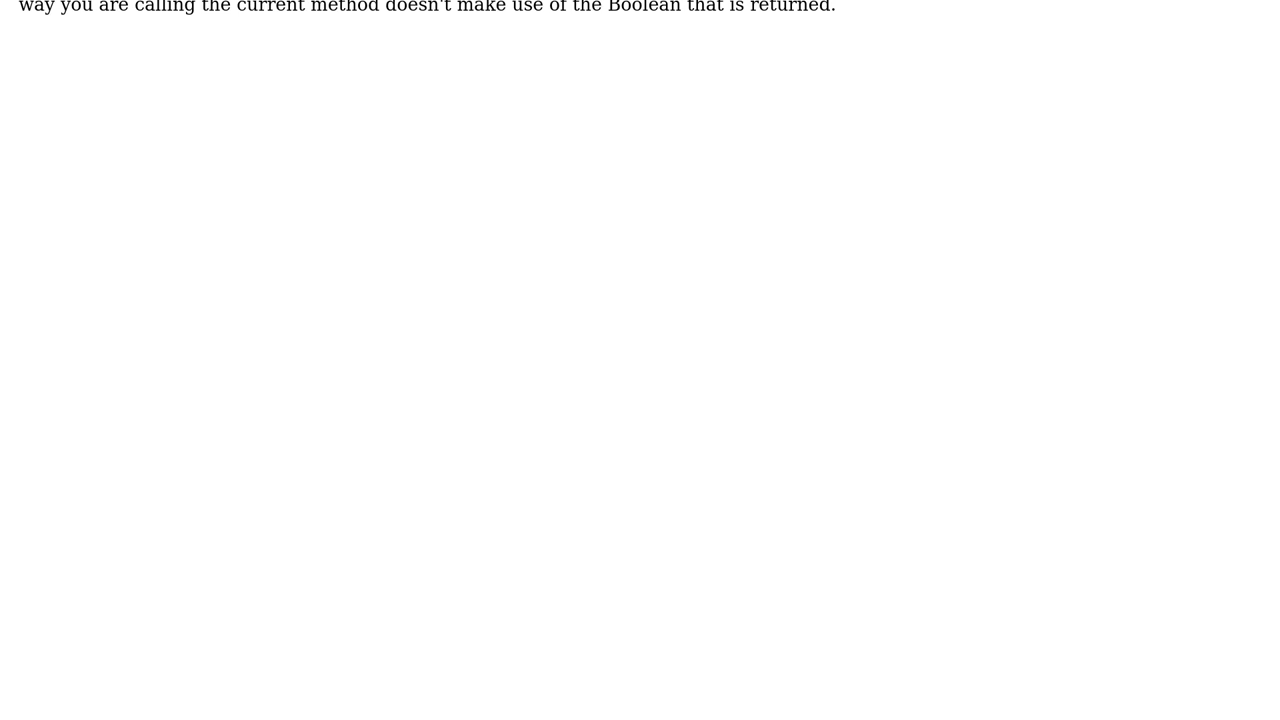 way you are calling the current method doesn't make use of the Boolean that is returned.